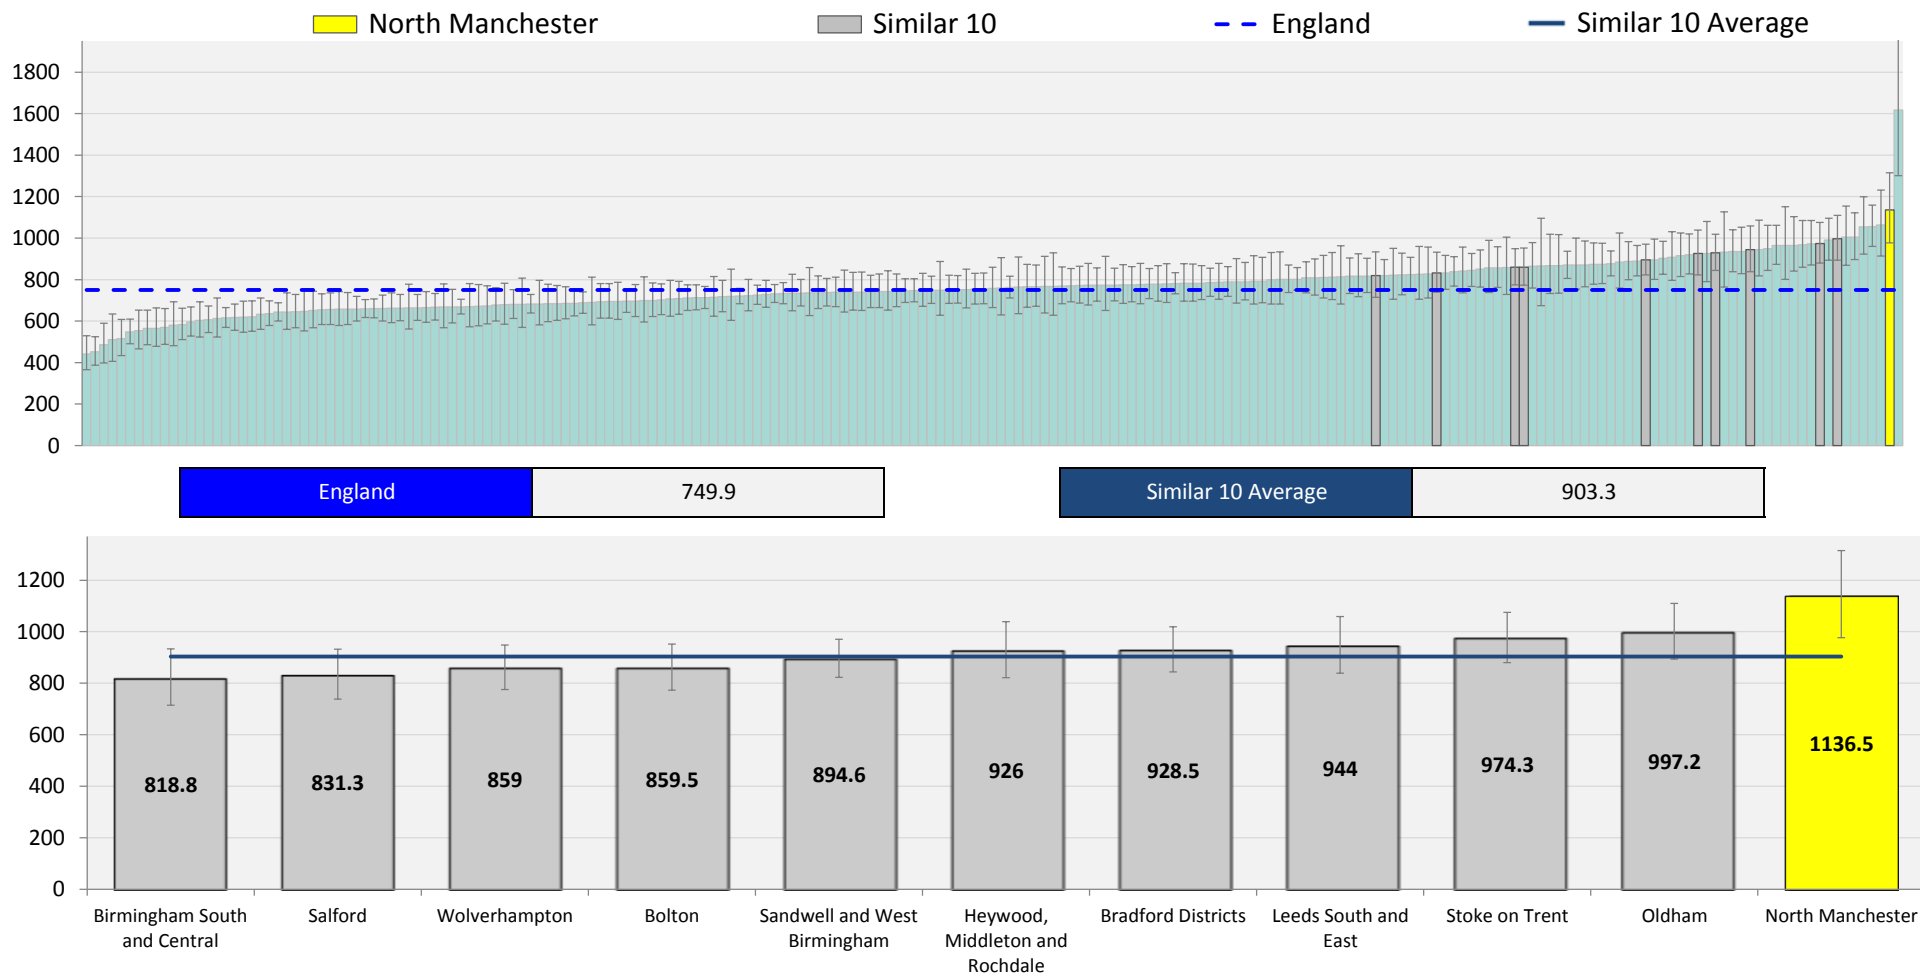 North Manchester
Similar 10
England
Similar 10 Average
1800
1600
1400
1200
1000
800
600
400
200
0
England 749.9
Similar 10 Average 903.3
1200
1000
800
600
400
200
0
818.8
831.3
859
859.5
894.6
926
928.5
944
974.3
997.2
1136.5
Birmingham South
and Central
Salford
Wolverhampton
Bolton
Sandwell and West
Birmingham
Heywood,
Middleton and
Rochdale
Bradford Districts
Leeds South and
East
Stoke on Trent
Oldham
North Manchester